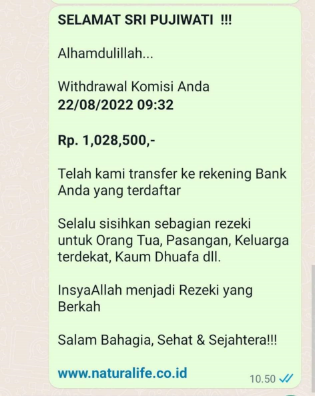 SELAMAT SRI PUJIWATI !!!
Alhamdulillah...
Withdrawal Komisi Anda
22/08/2022 09:32
Rp. 1,028,500,-
Telah kami transfer ke rekening Bank
Anda yang terdaftar
Selalu sisihkan sebagian rezeki
untuk Orang Tua, Pasangan, Keluarga
terdekat, Kaum Dhuafa dll.
InsyaAllah menjadi Rezeki yang
Berkah
Salam Bahagia, Sehat & Sejahtera!!!
www.naturalife.co.id
10.50